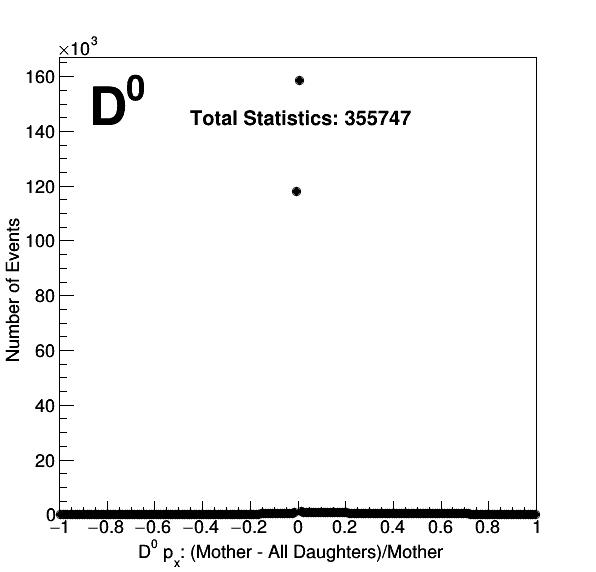 ×10³
160
D⁰
Total Statistics: 355747
140
120
100
80
60
40
20
0
Number of Events
−1 −0.8 −0.6 −0.4 −0.2 0 0.2 0.4 0.6 0.8 1
D⁰ pₓ: (Mother - All Daughters)/Mother